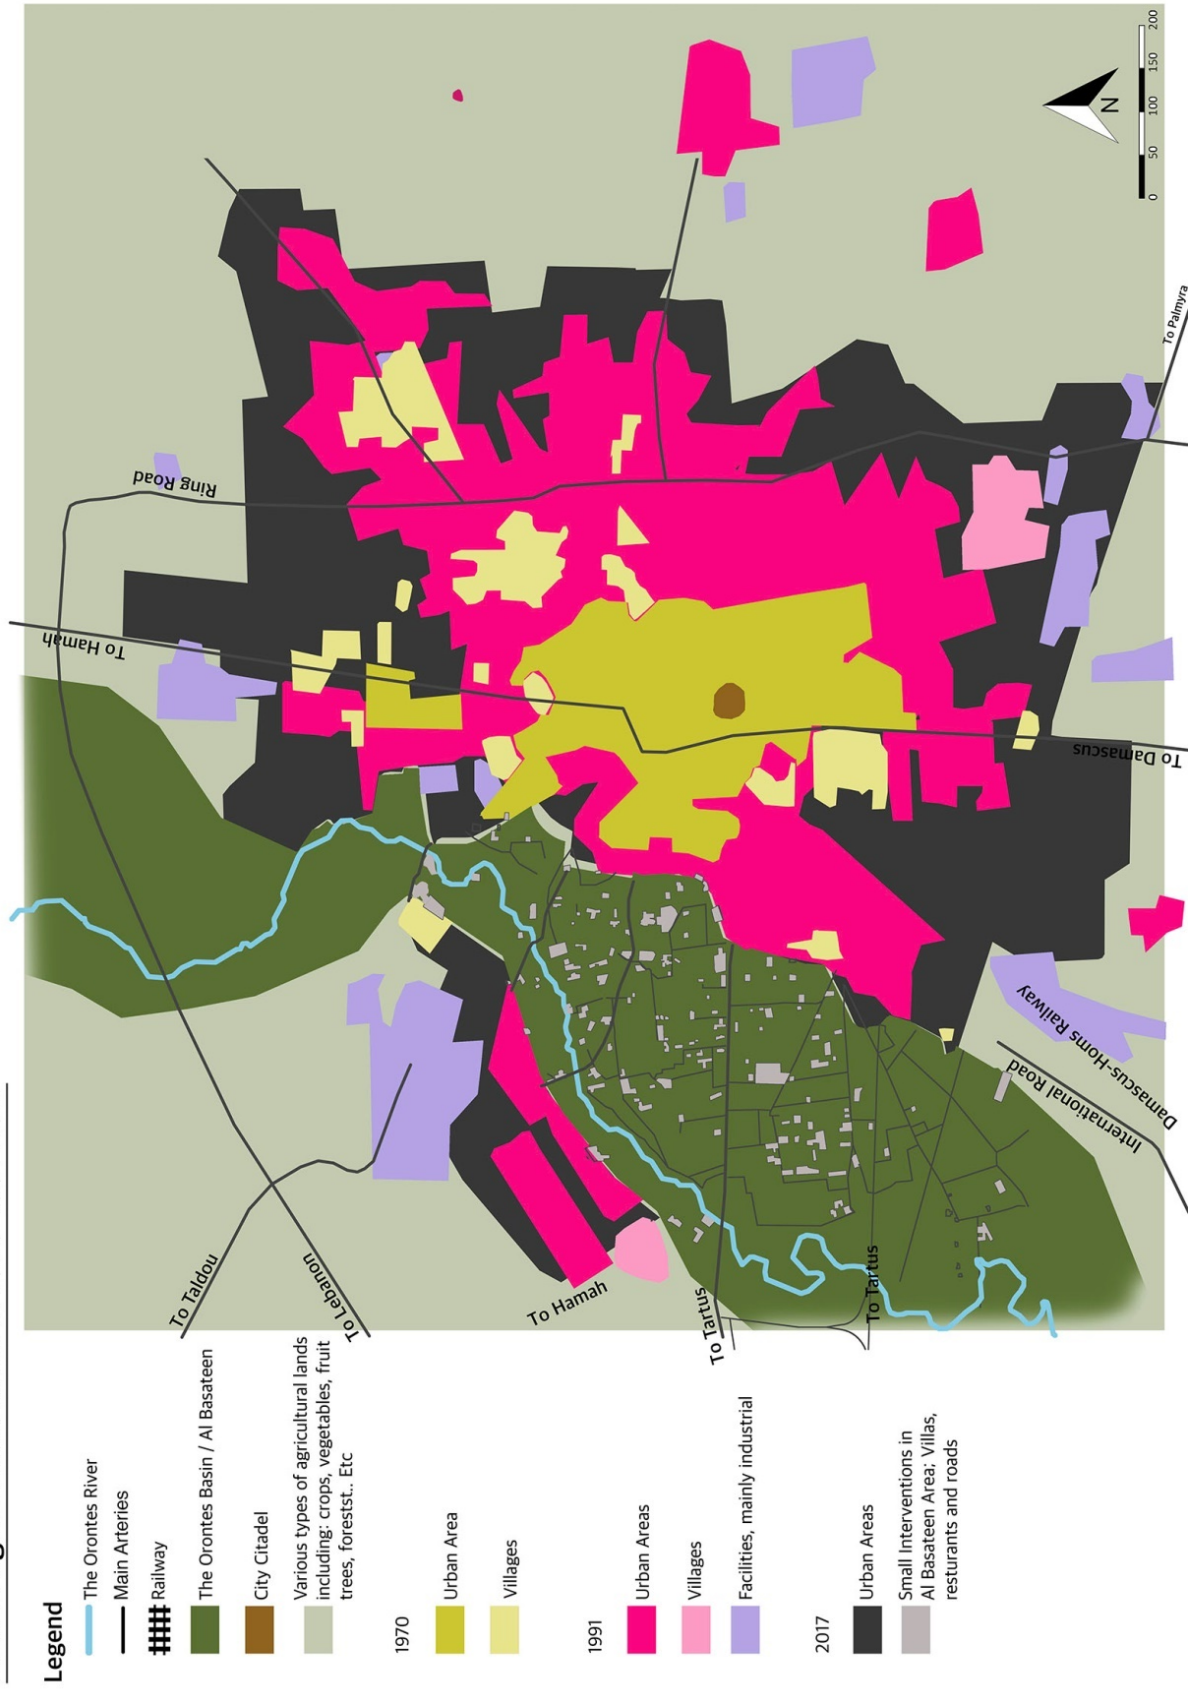 Legend
The Orontes River
Main Arteries
Railway
The Orontes Basin / Al Basateen
City Citadel
Various types of agricultural lands
including: crops, vegetables, fruit
trees, forestst.. Etc
1970
Urban Area
Villages
1991
Urban Areas
Villages
Facilities, mainly industrial
2017
Urban Areas
Small Interventions in
Al Basateen Area; Villas,
resturants and roads
To Taldou
To Lebanon
To Hamah
To Tartus
To Tartus
International Road
Damascus-Homs Railway
To Hamah
Ring Road
To Damascus
To Palmyra
N
0 50 100 150 200